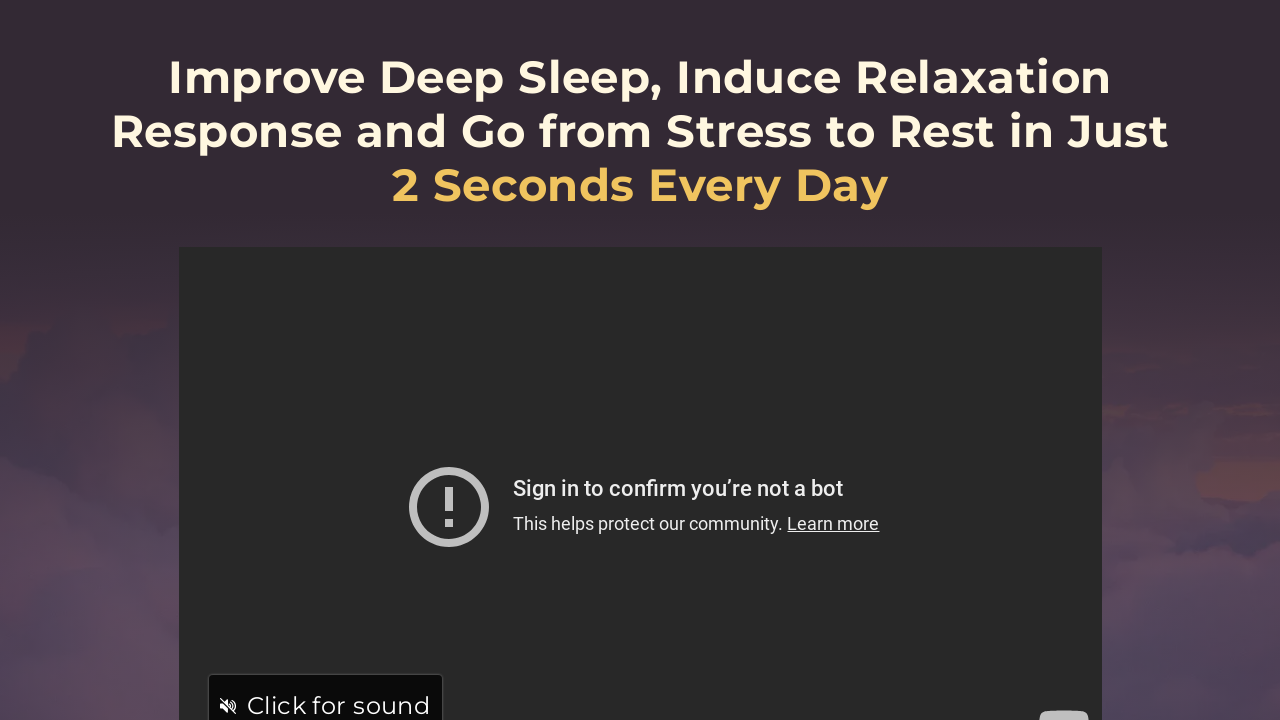 Improve Deep Sleep, Induce Relaxation
Response and Go from Stress to Rest in Just
2 Seconds Every Day
Sign in to confirm you’re not a bot
This helps protect our community. Learn more
Click for sound